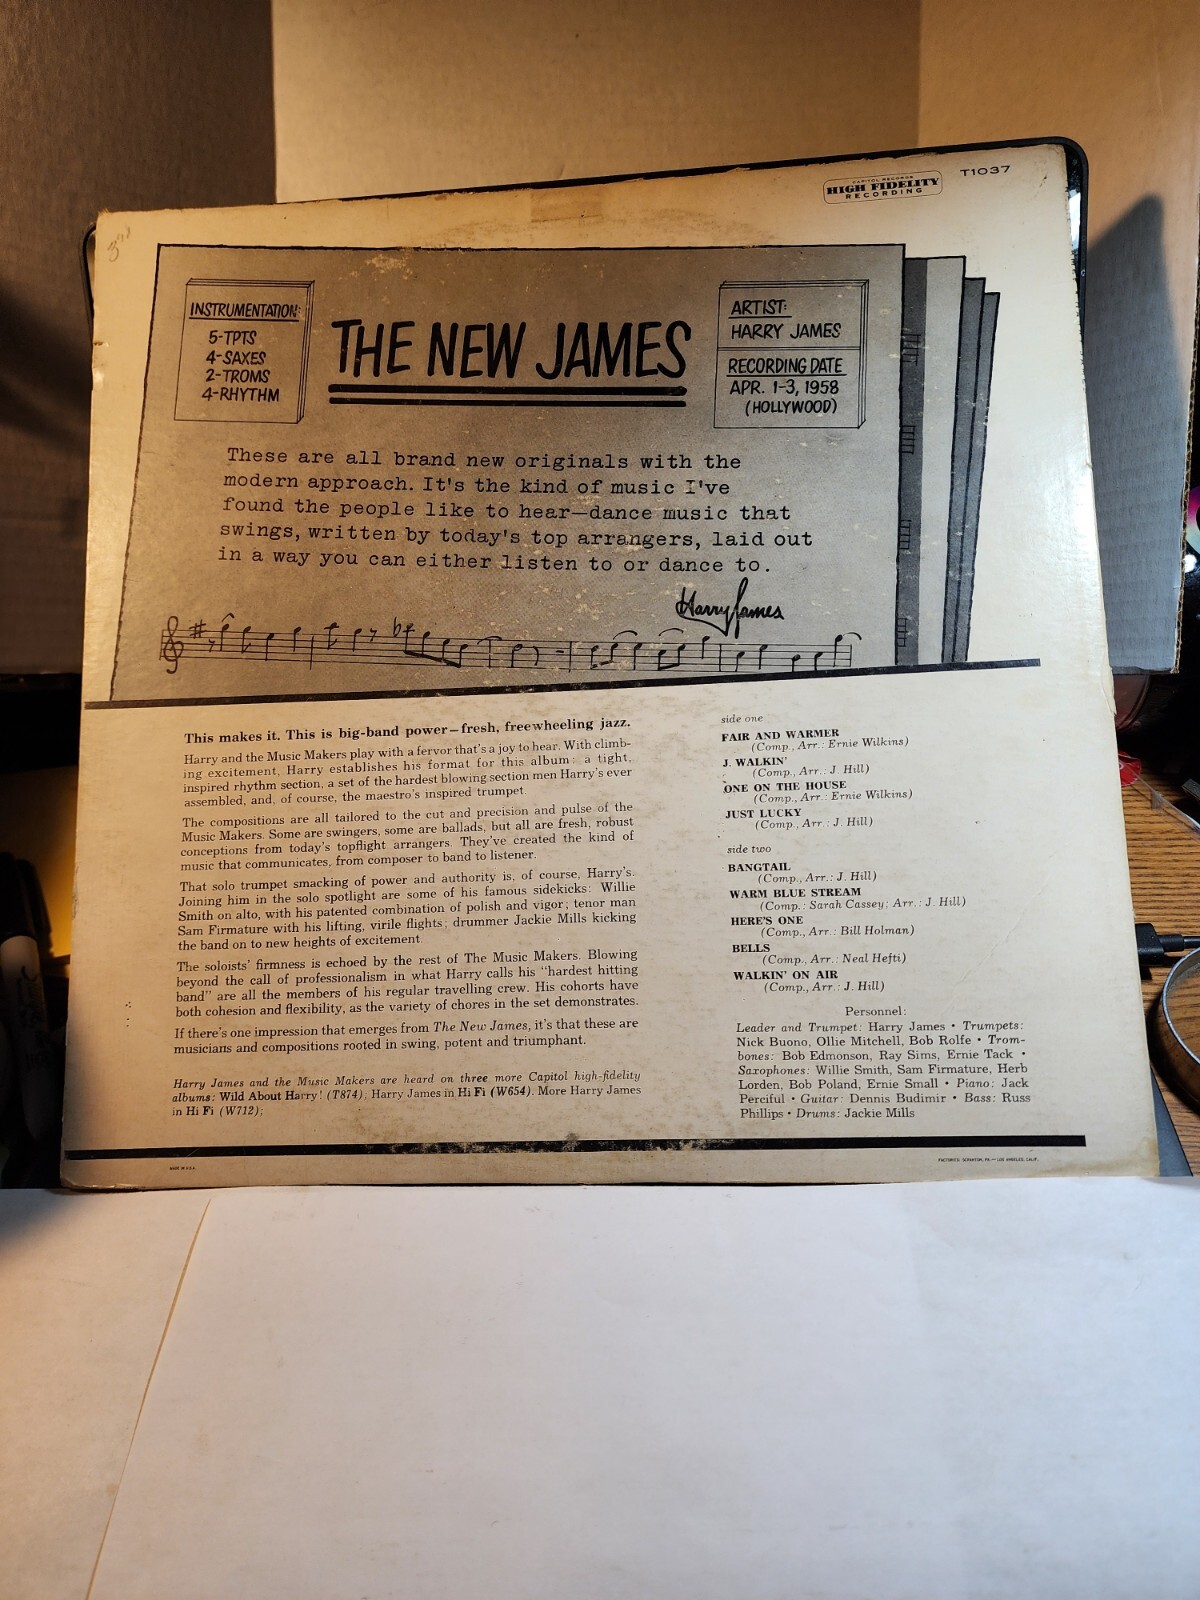 CAPITOL RECORDS
HIGH FIDELITY
RECORDING
T1037
INSTRUMENTATION:
5-TPTS
4-SAXES
2-TROMS
4-RHYTHM
THE NEW JAMES
ARTIST:
HARRY JAMES
RECORDING DATE
APR. 1-3, 1958
(HOLLYWOOD)
These are all brand new originals with the
modern approach. It's the kind of music I've
found the people like to hear—dance music that
swings, written by today's top arrangers, laid out
in a way you can either listen to or dance to.
Harry James
This makes it. This is big-band power—fresh, freewheeling jazz.
Harry and the Music Makers play with a fervor that's a joy to hear. With climb-
ing excitement, Harry establishes his format for this album: a tight,
inspired rhythm section, a set of the hardest blowing section men Harry's ever
assembled, and, of course, the maestro's inspired trumpet.
The compositions are all tailored to the cut and precision and pulse of the
Music Makers. Some are swingers, some are ballads, but all are fresh, robust
conceptions from today's topflight arrangers. They've created the kind of
music that communicates, from composer to band to listener.
That solo trumpet smacking of power and authority is, of course, Harry's.
Joining him in the solo spotlight are some of his famous sidekicks: Willie
Smith on alto, with his patented combination of polish and vigor; tenor man
Sam Firmature with his lifting, virile flights; drummer Jackie Mills kicking
the band on to new heights of excitement.
The soloists' firmness is echoed by the rest of The Music Makers. Blowing
beyond the call of professionalism in what Harry calls his "hardest hitting
band" are all the members of his regular travelling crew. His cohorts have
both cohesion and flexibility, as the variety of chores in the set demonstrates.
If there's one impression that emerges from The New James, it's that these are
musicians and compositions rooted in swing, potent and triumphant.
Harry James and the Music Makers are heard on three more Capitol high-fidelity
albums: Wild About Harry! (T874); Harry James in Hi Fi (W654). More Harry James
in Hi Fi (W712);
MADE IN U.S.A.
side one
FAIR AND WARMER
(Comp., Arr.: Ernie Wilkins)
J. WALKIN'
(Comp., Arr.: J. Hill)
ONE ON THE HOUSE
(Comp., Arr.: Ernie Wilkins)
JUST LUCKY
(Comp., Arr.: J. Hill)
side two
BANGTAIL
(Comp., Arr.: J. Hill)
WARM BLUE STREAM
(Comp.: Sarah Cassey; Arr.: J. Hill)
HERE'S ONE
(Comp., Arr.: Bill Holman)
BELLS
(Comp., Arr.: Neal Hefti)
WALKIN' ON AIR
(Comp., Arr.: J. Hill)
Personnel:
Leader and Trumpet: Harry James • Trumpets:
Nick Buono, Ollie Mitchell, Bob Rolfe • Trom-
bones: Bob Edmonson, Ray Sims, Ernie Tack •
Saxophones: Willie Smith, Sam Firmature, Herb
Lorden, Bob Poland, Ernie Small • Piano: Jack
Perciful • Guitar: Dennis Budimir • Bass: Russ
Phillips • Drums: Jackie Mills
FACTORIES: SCRANTON, PA. — LOS ANGELES, CALIF.